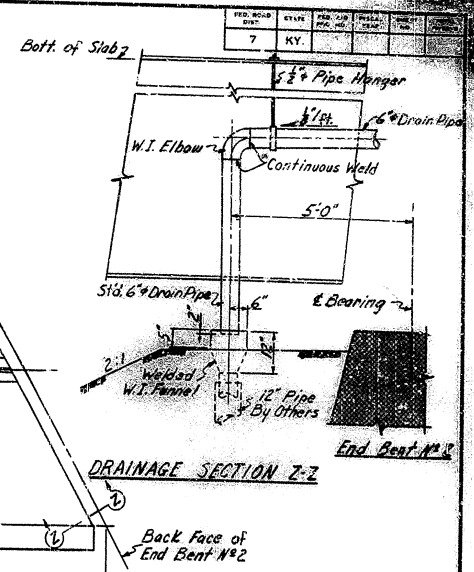 FED. ROAD DIST.
STATE
7
KY.
Bott. of Slab
½"φ Pipe Hanger
⅛"/ft.
6"φ Drain Pipe
W.I. Elbow
Continuous Weld
5'-0"
Std. 6"φ Drain Pipe
6"
℄ Bearing
2"
2:1
Welded
W.I. Funnel
12" Pipe
By Others
End Bent Nº 2
DRAINAGE SECTION Z-Z
Z
Z
Back Face of
End Bent Nº 2